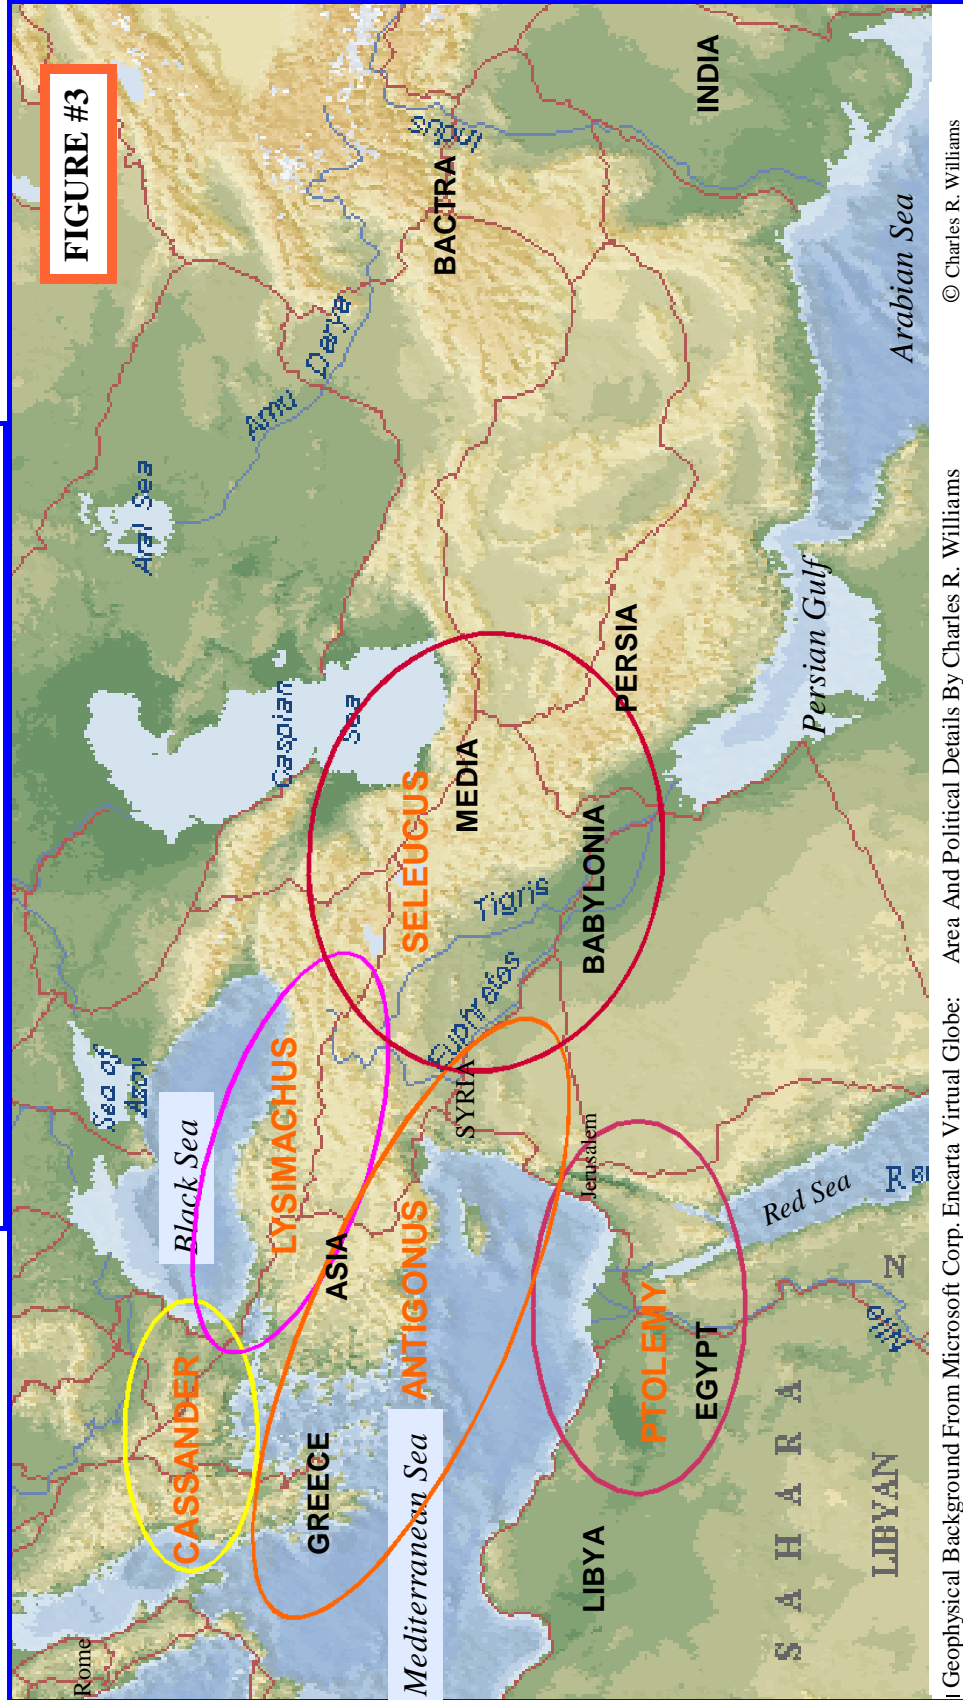 FIGURE #3
INDIA
Indus
BACTRA
Arabian Sea
Amu Darya
Aral Sea
Persian Gulf
PERSIA
Caspian
Sea
MEDIA
SELEUCUS
BABYLONIA
Tigris
Euphrates
SYRIA
Jerusalem
Sea of
Azov
Black Sea
LYSIMACHUS
ASIA
ANTIGONUS
Red Sea
PTOLEMY
EGYPT
Nile
N
CASSANDER
GREECE
Mediterranean Sea
LIBYA
SAHARA
LIBYAN
Rome
Geophysical Background From Microsoft Corp. Encarta Virtual Globe: Area And Political Details By Charles R. Williams © Charles R. Williams